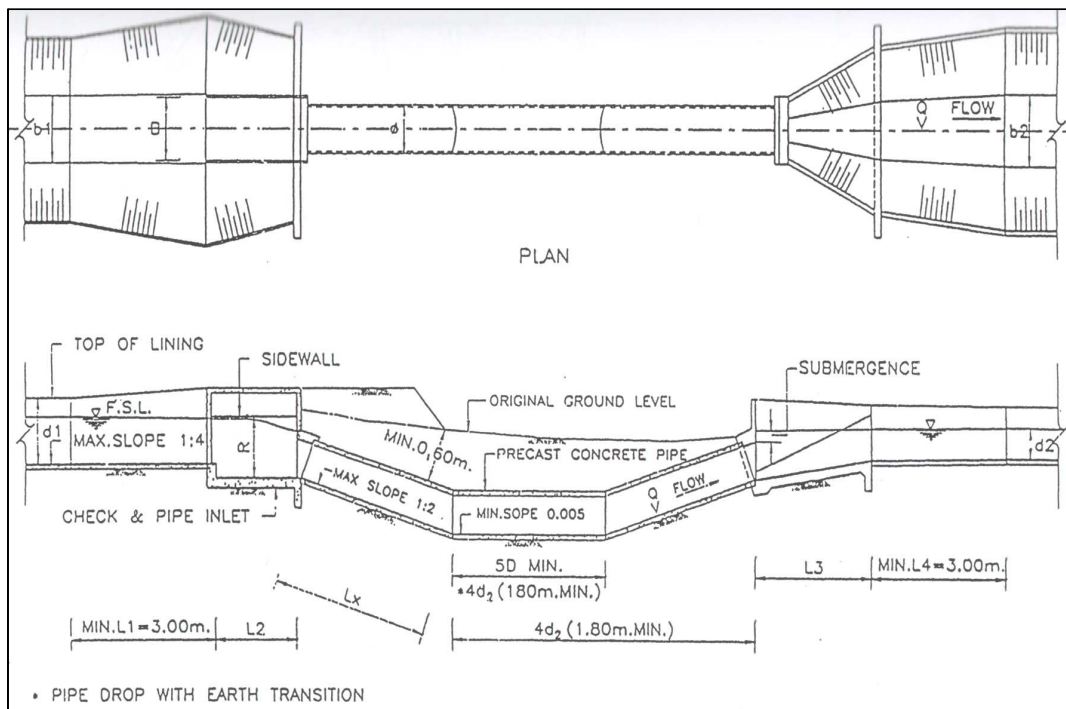 b1
B
ø
Q
FLOW
b2
PLAN
TOP OF LINING
SIDEWALL
SUBMERGENCE
F.S.L.
ORIGINAL GROUND LEVEL
d1
MAX.SLOPE 1:4
R
MIN.0,60m.
PRECAST CONCRETE PIPE
d2
MAX SLOPE 1:2
Q FLOW
CHECK & PIPE INLET
MIN.SOPE 0.005
5D MIN.
*4d2 (180m.MIN.)
L3
MIN.L4=3.00m.
Lx
MIN.L1=3.00m.
L2
4d2 (1.80m.MIN.)
• PIPE DROP WITH EARTH TRANSITION